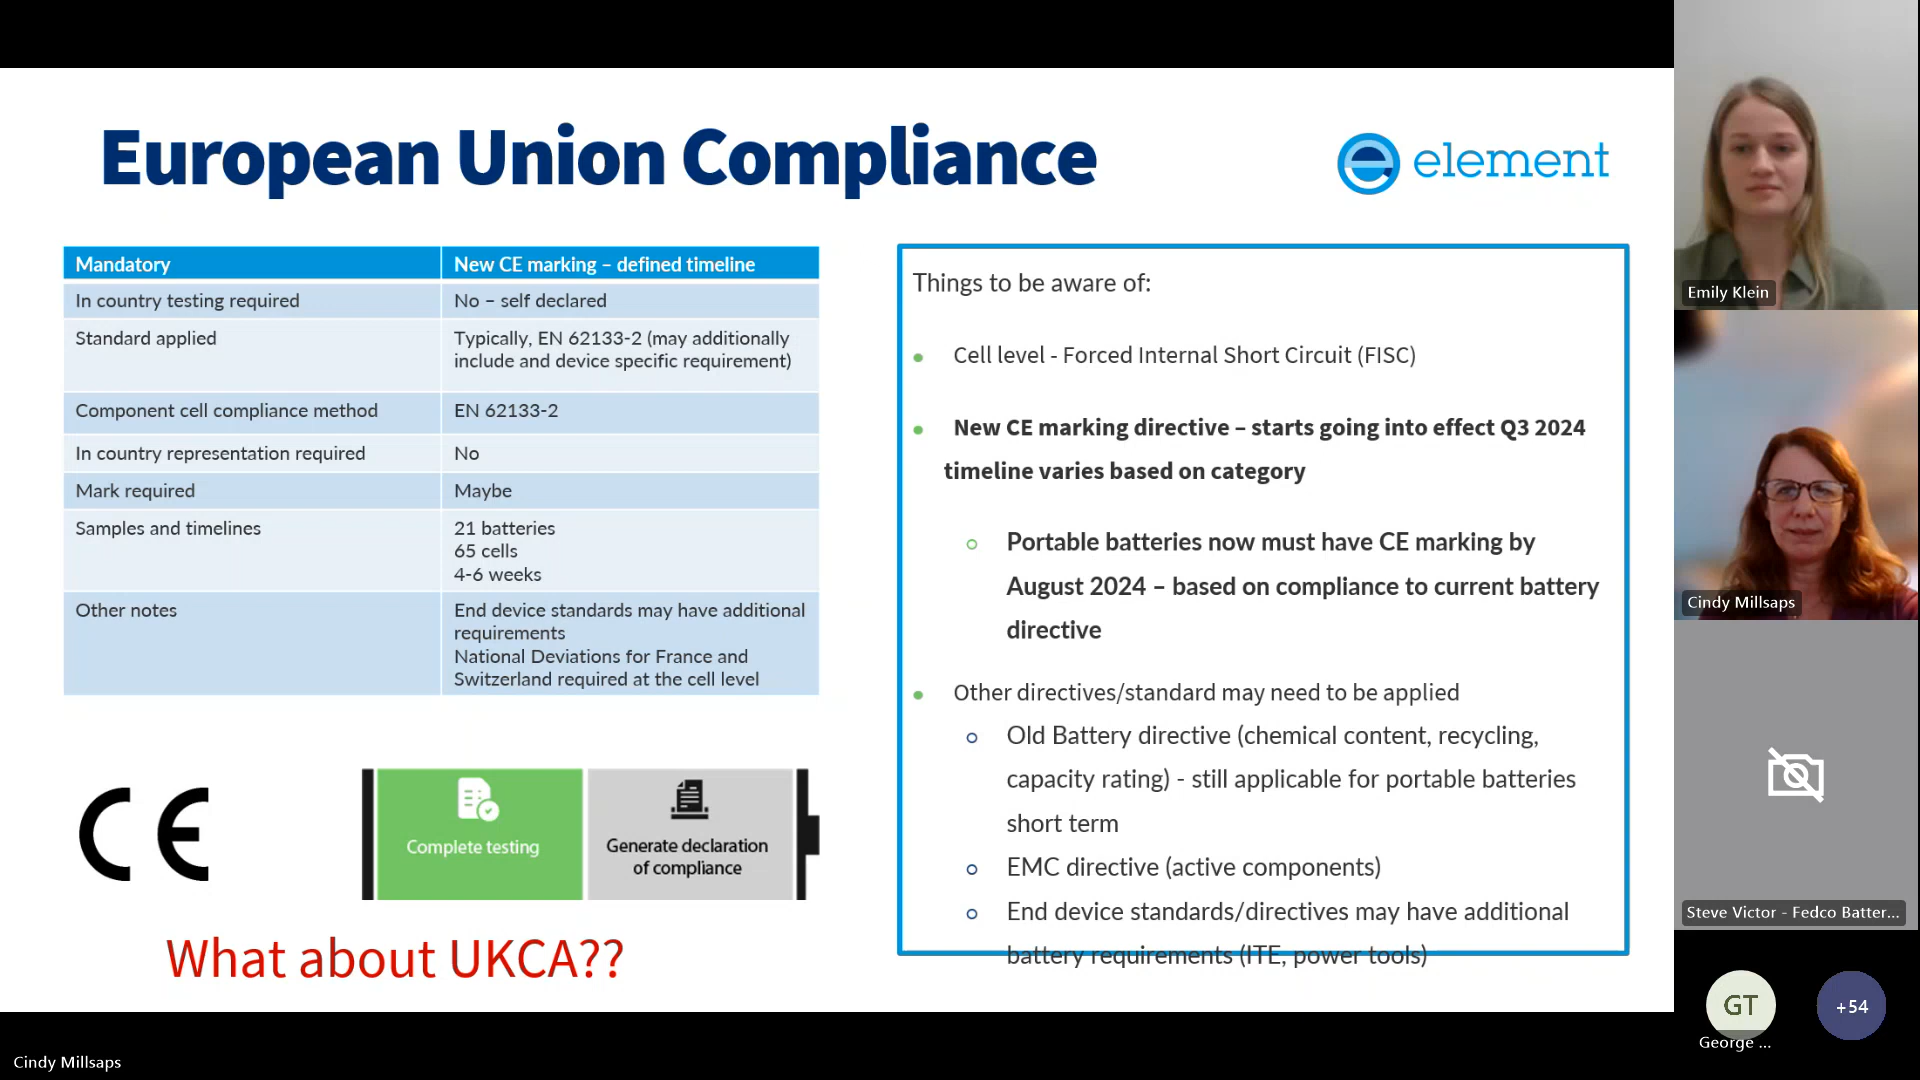 European Union Compliance
element
Mandatory
New CE marking – defined timeline
In country testing required
No – self declared
Standard applied
Typically, EN 62133-2 (may additionally
include and device specific requirement)
Component cell compliance method
EN 62133-2
In country representation required
No
Mark required
Maybe
Samples and timelines
21 batteries
65 cells
4-6 weeks
Other notes
End device standards may have additional
requirements
National Deviations for France and
Switzerland required at the cell level
CE
Complete testing
Generate declaration
of compliance
What about UKCA??
Things to be aware of:
Cell level - Forced Internal Short Circuit (FISC)
New CE marking directive – starts going into effect Q3 2024
timeline varies based on category
Portable batteries now must have CE marking by
August 2024 – based on compliance to current battery
directive
Other directives/standard may need to be applied
Old Battery directive (chemical content, recycling,
capacity rating) - still applicable for portable batteries
short term
EMC directive (active components)
End device standards/directives may have additional
battery requirements (ITE, power tools)
Emily Klein
Cindy Millsaps
Steve Victor - Fedco Batter...
GT
+54
George ...
Cindy Millsaps